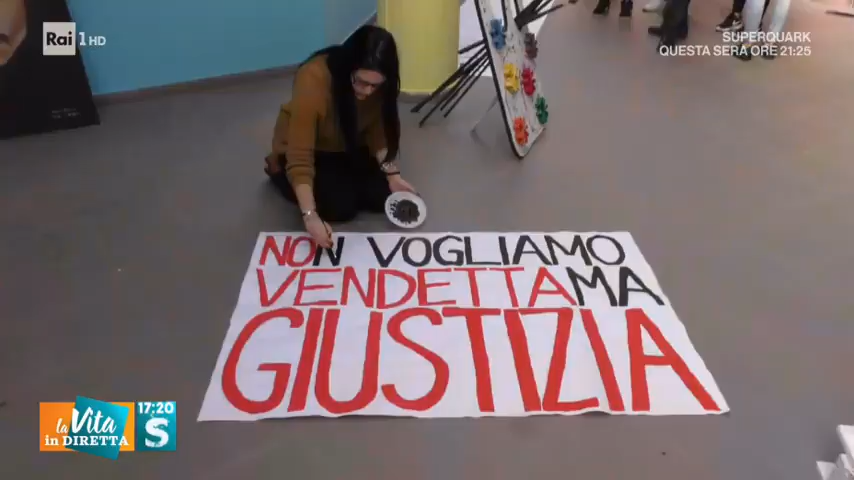 Rai 1 HD
SUPERQUARK
QUESTA SERA ORE 21:25
NON VOGLIAMO
VENDETTA MA
GIUSTIZIA
la Vita
in DIRETTA
17:20
S